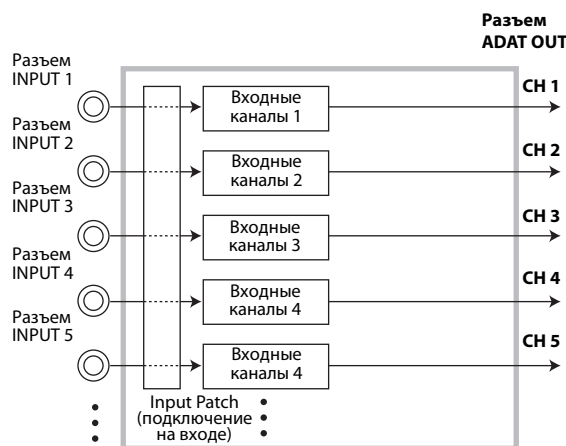 Разъем
ADAT OUT
Разъем
INPUT 1
Входные
каналы 1
CH 1
Разъем
INPUT 2
Входные
каналы 2
CH 2
Разъем
INPUT 3
Входные
каналы 3
CH 3
Разъем
INPUT 4
Входные
каналы 4
CH 4
Разъем
INPUT 5
Входные
каналы 4
CH 5
Input Patch
(подключение
на входе)